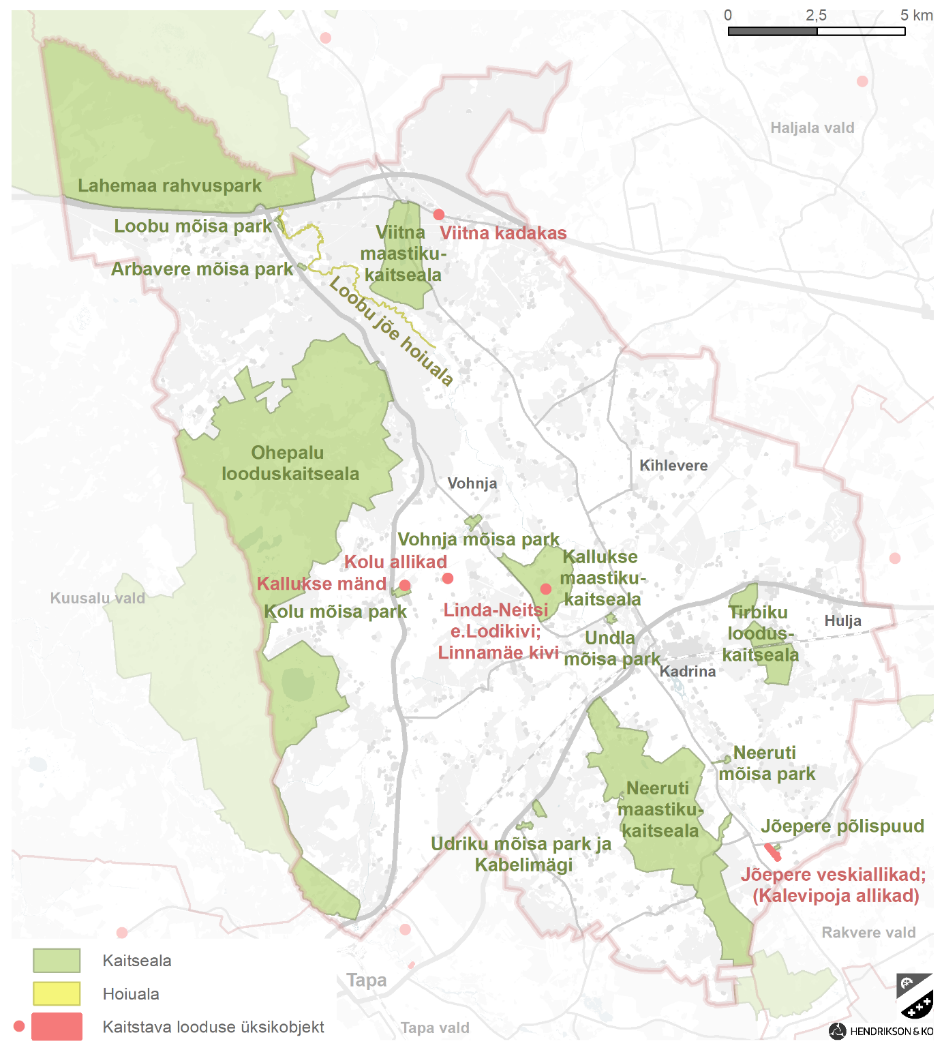 0 2,5 5 km
Haljala vald
Lahemaa rahvuspark
Loobu mõisa park
Viitna
maastiku-
kaitseala
Viitna kadakas
Arbavere mõisa park
Loobu jõe hoiuala
Ohepalu
looduskaitseala
Kihlevere
Vohnja
Vohnja mõisa park
Kolu allikad
Kallukse mänd
Kallukse
maastiku-
kaitseala
Kuusalu vald
Kolu mõisa park
Linda-Neitsi
e.Lodikivi;
Linnamäe kivi
Undla
mõisa park
Tirbiku
loodus-
kaitseala
Hulja
Kadrina
Neeruti
mõisa park
Neeruti
maastiku-
kaitseala
Jõepere põlispuud
Udriku mõisa park ja
Kabelimägi
Jõepere veskiallikad;
(Kalevipoja allikad)
Rakvere vald
Tapa
Tapa vald
Kaitseala
Hoiuala
Kaitstava looduse üksikobjekt
HENDRIKSON & KO